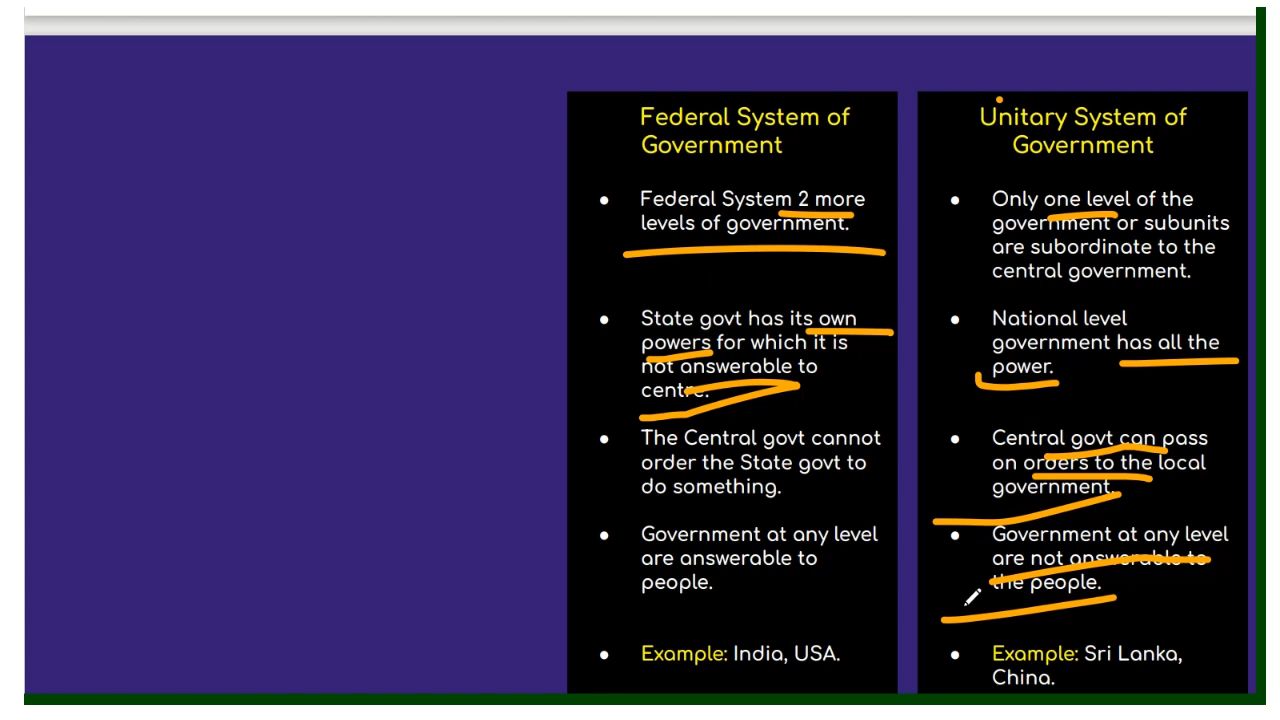 Federal System of
Government
● Federal System 2 more
levels of government.
● State govt has its own
powers for which it is
not answerable to
centre.
● The Central govt cannot
order the State govt to
do something.
● Government at any level
are answerable to
people.
● Example: India, USA.
Unitary System of
Government
● Only one level of the
government or subunits
are subordinate to the
central government.
● National level
government has all the
power.
● Central govt can pass
on orders to the local
government.
● Government at any level
are not answerable to
the people.
● Example: Sri Lanka,
China.